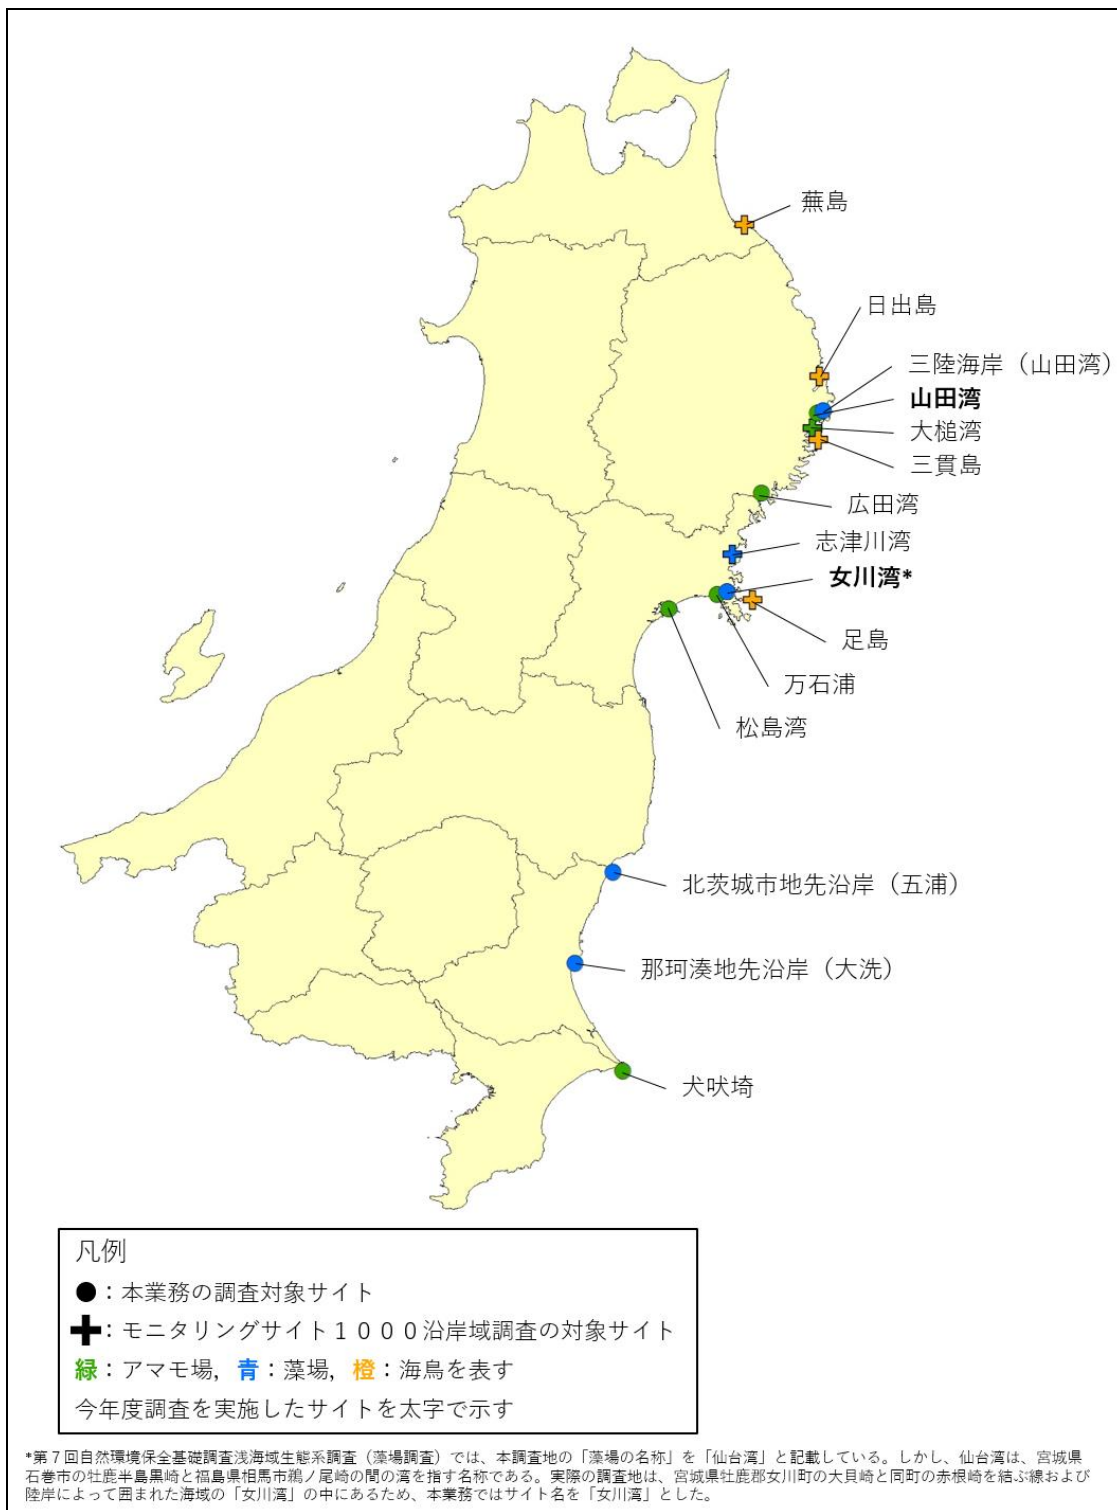 蕪島
日出島
三陸海岸（山田湾）
山田湾
大槌湾
三貫島
広田湾
志津川湾
女川湾*
足島
万石浦
松島湾
北茨城市地先沿岸（五浦）
那珂湊地先沿岸（大洗）
犬吠埼
凡例
●：本業務の調査対象サイト
✚：モニタリングサイト１０００沿岸域調査の対象サイト
緑：アマモ場，青：藻場，橙：海鳥を表す
今年度調査を実施したサイトを太字で示す
*第７回自然環境保全基礎調査浅海域生態系調査（藻場調査）では、本調査地の「藻場の名称」を「仙台湾」と記載している。しかし、仙台湾は、宮城県
石巻市の牡鹿半島黒崎と福島県相馬市鵜ノ尾崎の間の湾を指す名称である。実際の調査地は、宮城県牡鹿郡女川町の大貝崎と同町の赤根崎を結ぶ線および
陸岸によって囲まれた海域の「女川湾」の中にあるため、本業務ではサイト名を「女川湾」とした。